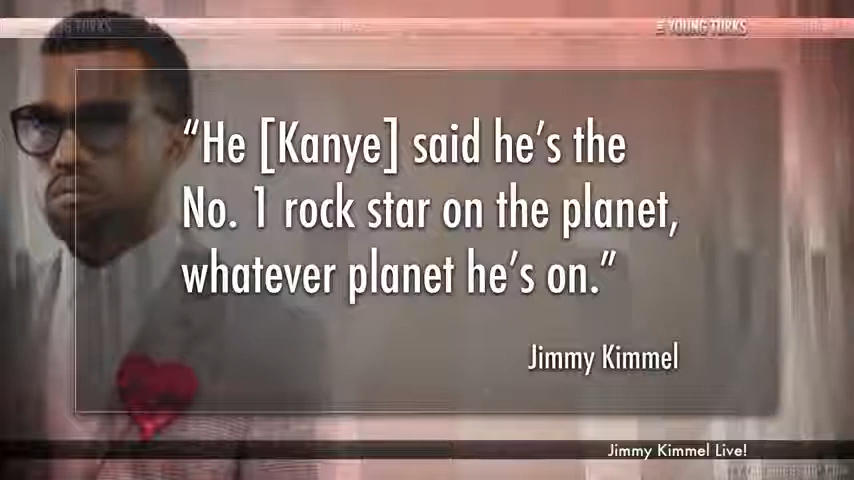 THE YOUNG TURKS
“He [Kanye] said he’s the
No. 1 rock star on the planet,
whatever planet he’s on.”
Jimmy Kimmel
Jimmy Kimmel Live!